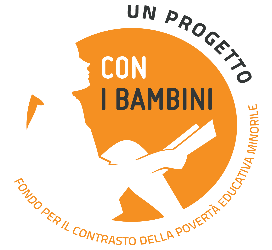 UN PROGETTO
CON
I BAMBINI
FONDO PER IL CONTRASTO DELLA POVERTÀ EDUCATIVA MINORILE